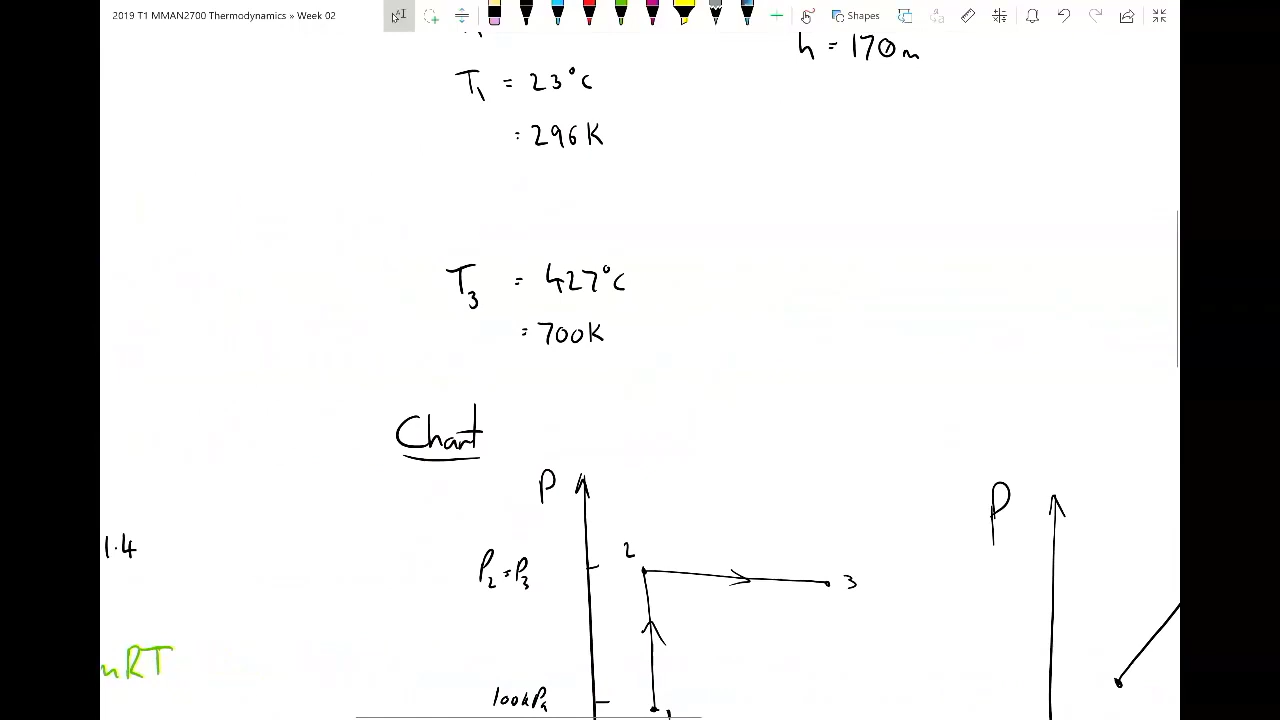 2019 T1 MMAN2700 Thermodynamics » Week 02
Shapes
h = 170m
T1 = 23°C
= 296K
T3 = 427°C
= 700K
Chart
P
P
2
P2 = P3
3
1.4
nRT
100kPa
1